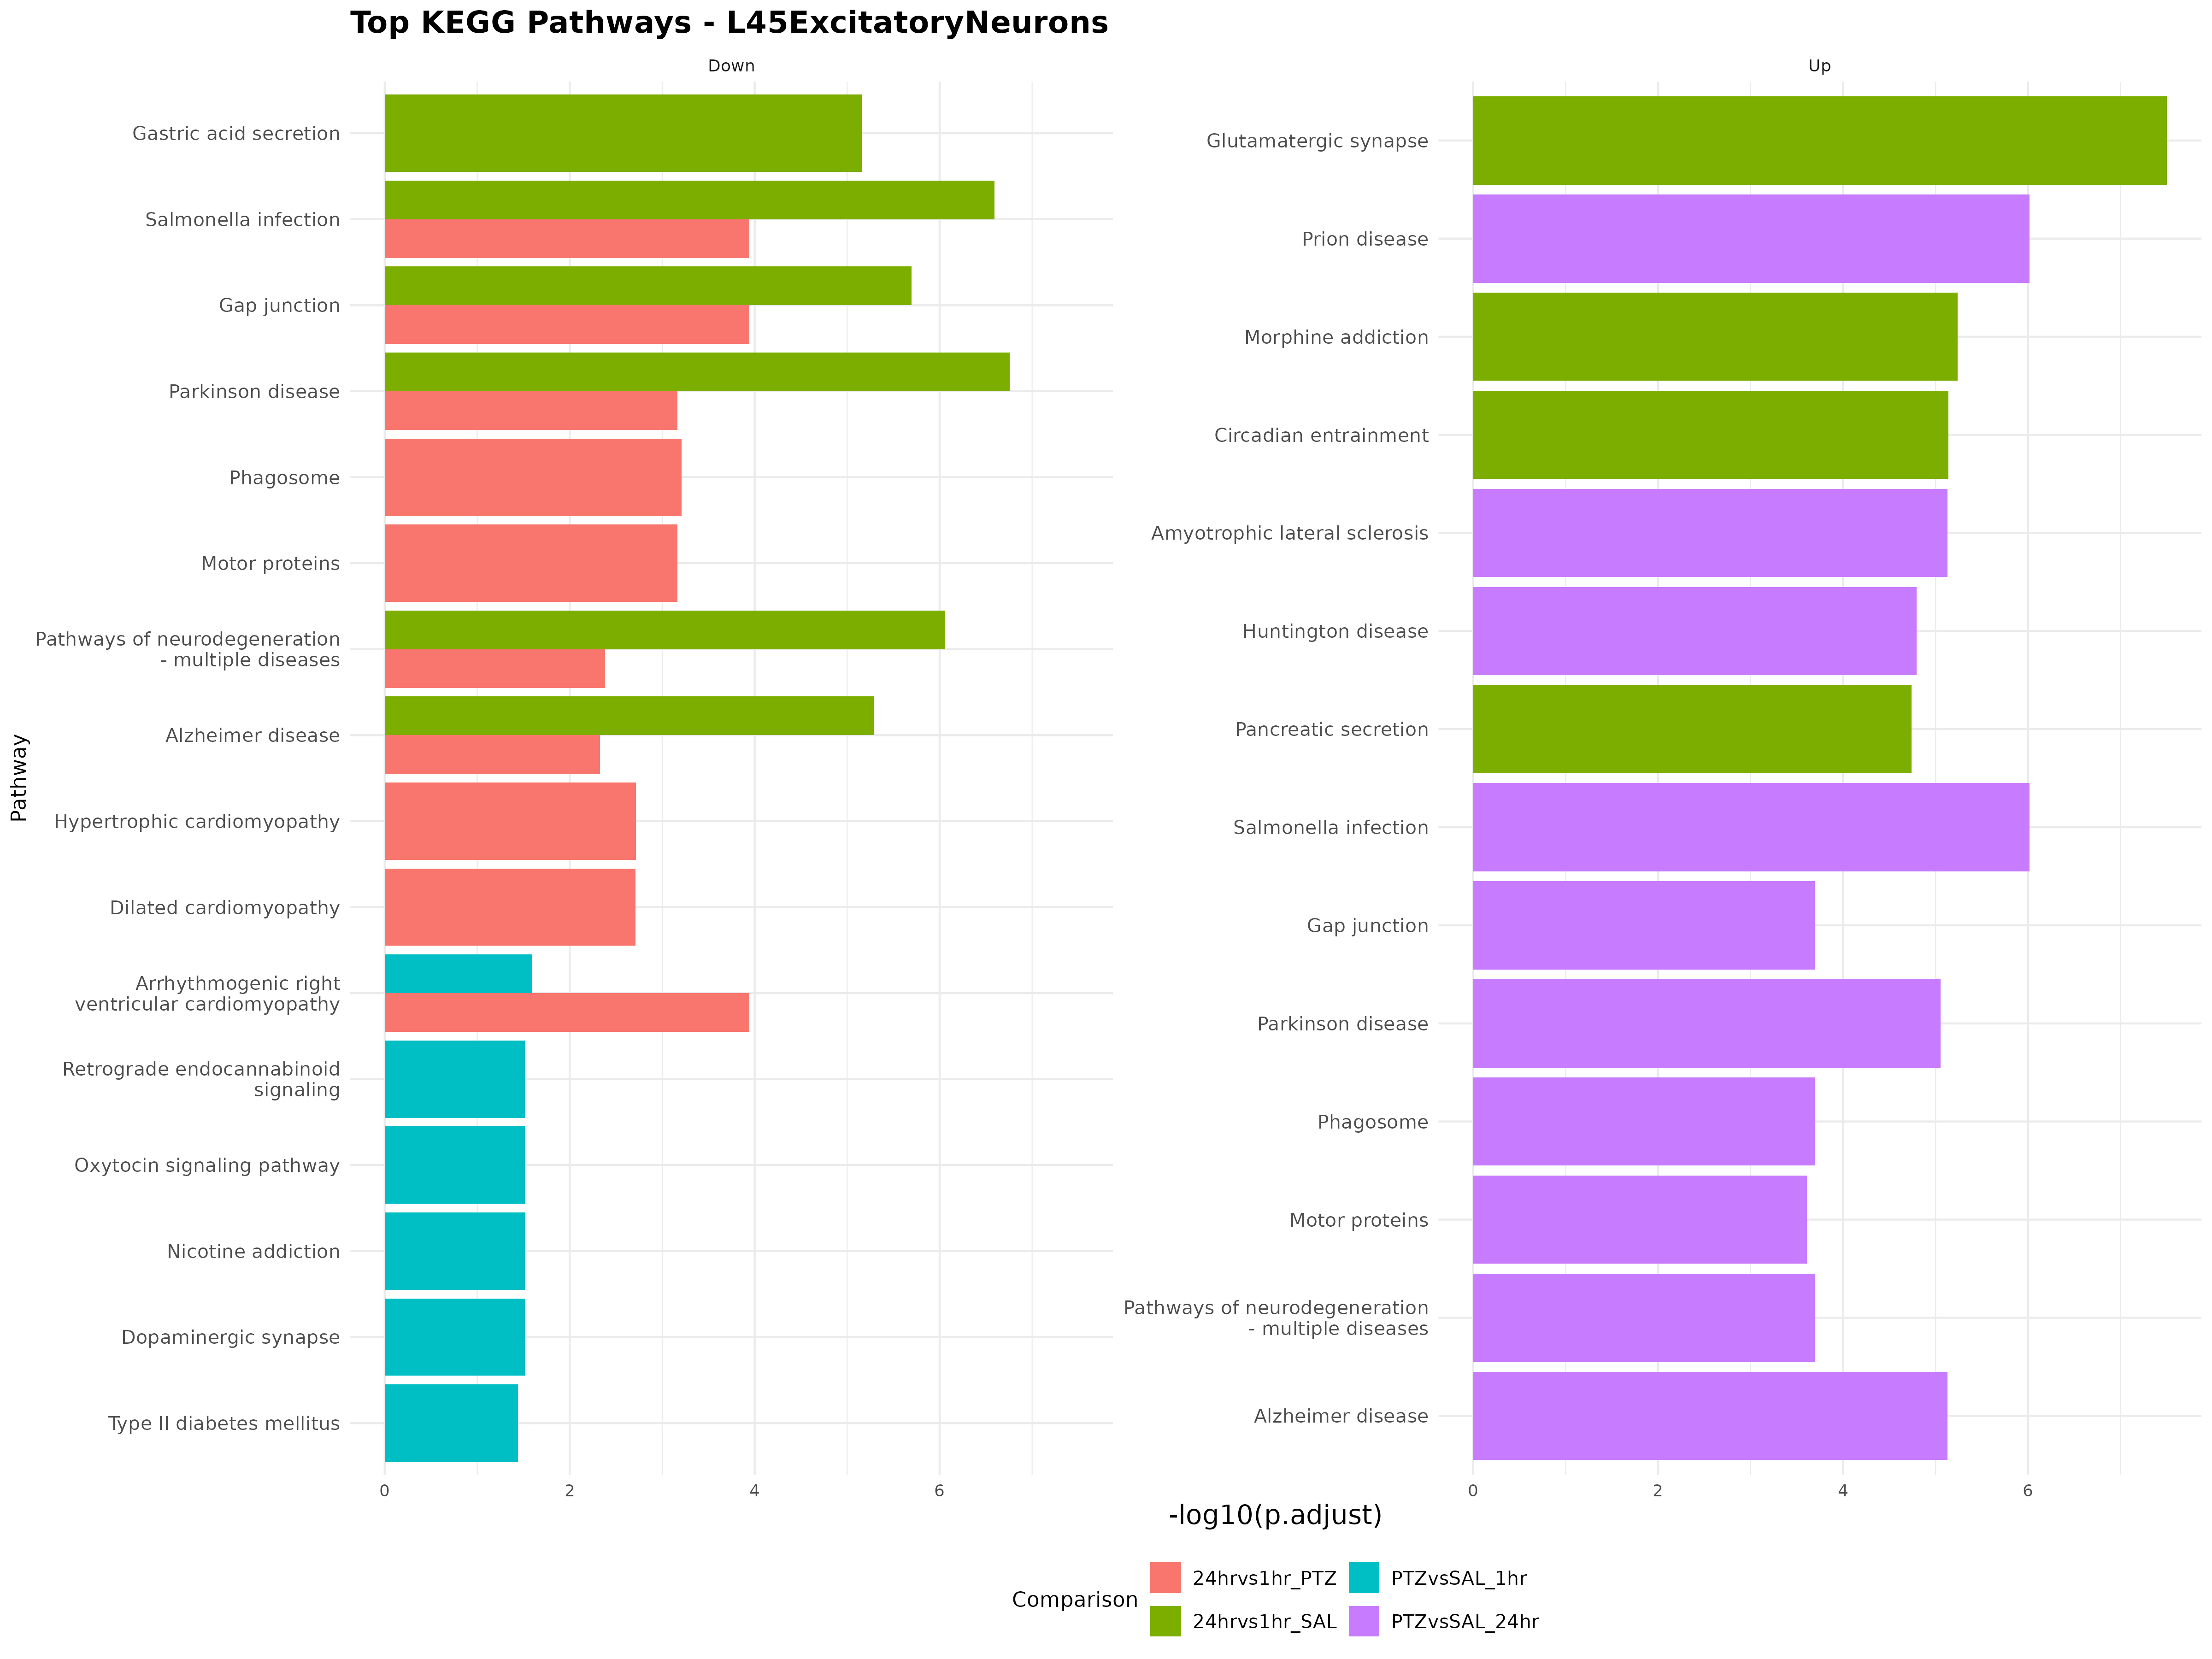 Top KEGG Pathways - L45ExcitatoryNeurons
Down
Up
Pathway
Gastric acid secretion
Salmonella infection
Gap junction
Parkinson disease
Phagosome
Motor proteins
Pathways of neurodegeneration
- multiple diseases
Alzheimer disease
Hypertrophic cardiomyopathy
Dilated cardiomyopathy
Arrhythmogenic right
ventricular cardiomyopathy
Retrograde endocannabinoid
signaling
Oxytocin signaling pathway
Nicotine addiction
Dopaminergic synapse
Type II diabetes mellitus
0 2 4 6
Glutamatergic synapse
Prion disease
Morphine addiction
Circadian entrainment
Amyotrophic lateral sclerosis
Huntington disease
Pancreatic secretion
Salmonella infection
Gap junction
Parkinson disease
Phagosome
Motor proteins
Pathways of neurodegeneration
- multiple diseases
Alzheimer disease
0 2 4 6
-log10(p.adjust)
Comparison
24hrvs1hr_PTZ
24hrvs1hr_SAL
PTZvsSAL_1hr
PTZvsSAL_24hr